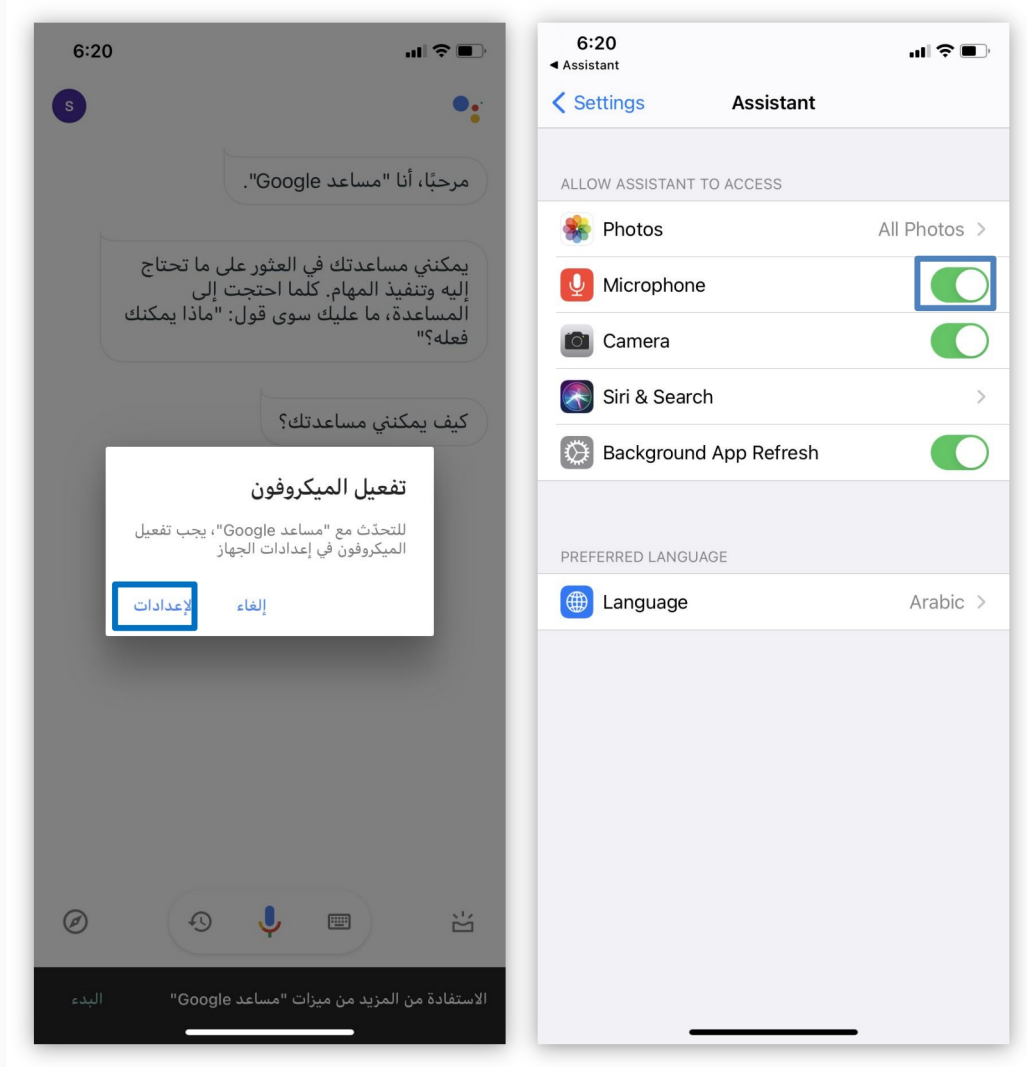 6:20
S
مرحبًا، أنا "مساعد Google".
يمكنني مساعدتك في العثور على ما تحتاج
إليه وتنفيذ المهام. كلما احتجت إلى
المساعدة، ما عليك سوى قول: "ماذا يمكنك
فعله؟"
كيف يمكنني مساعدتك؟
تفعيل الميكروفون
للتحدّث مع "مساعد Google"، يجب تفعيل
الميكروفون في إعدادات الجهاز
إلغاء
لإعدادات
الاستفادة من المزيد من ميزات "مساعد Google"
البدء
6:20
◀ Assistant
Settings
Assistant
ALLOW ASSISTANT TO ACCESS
Photos All Photos
Microphone
Camera
Siri & Search
Background App Refresh
PREFERRED LANGUAGE
Language Arabic